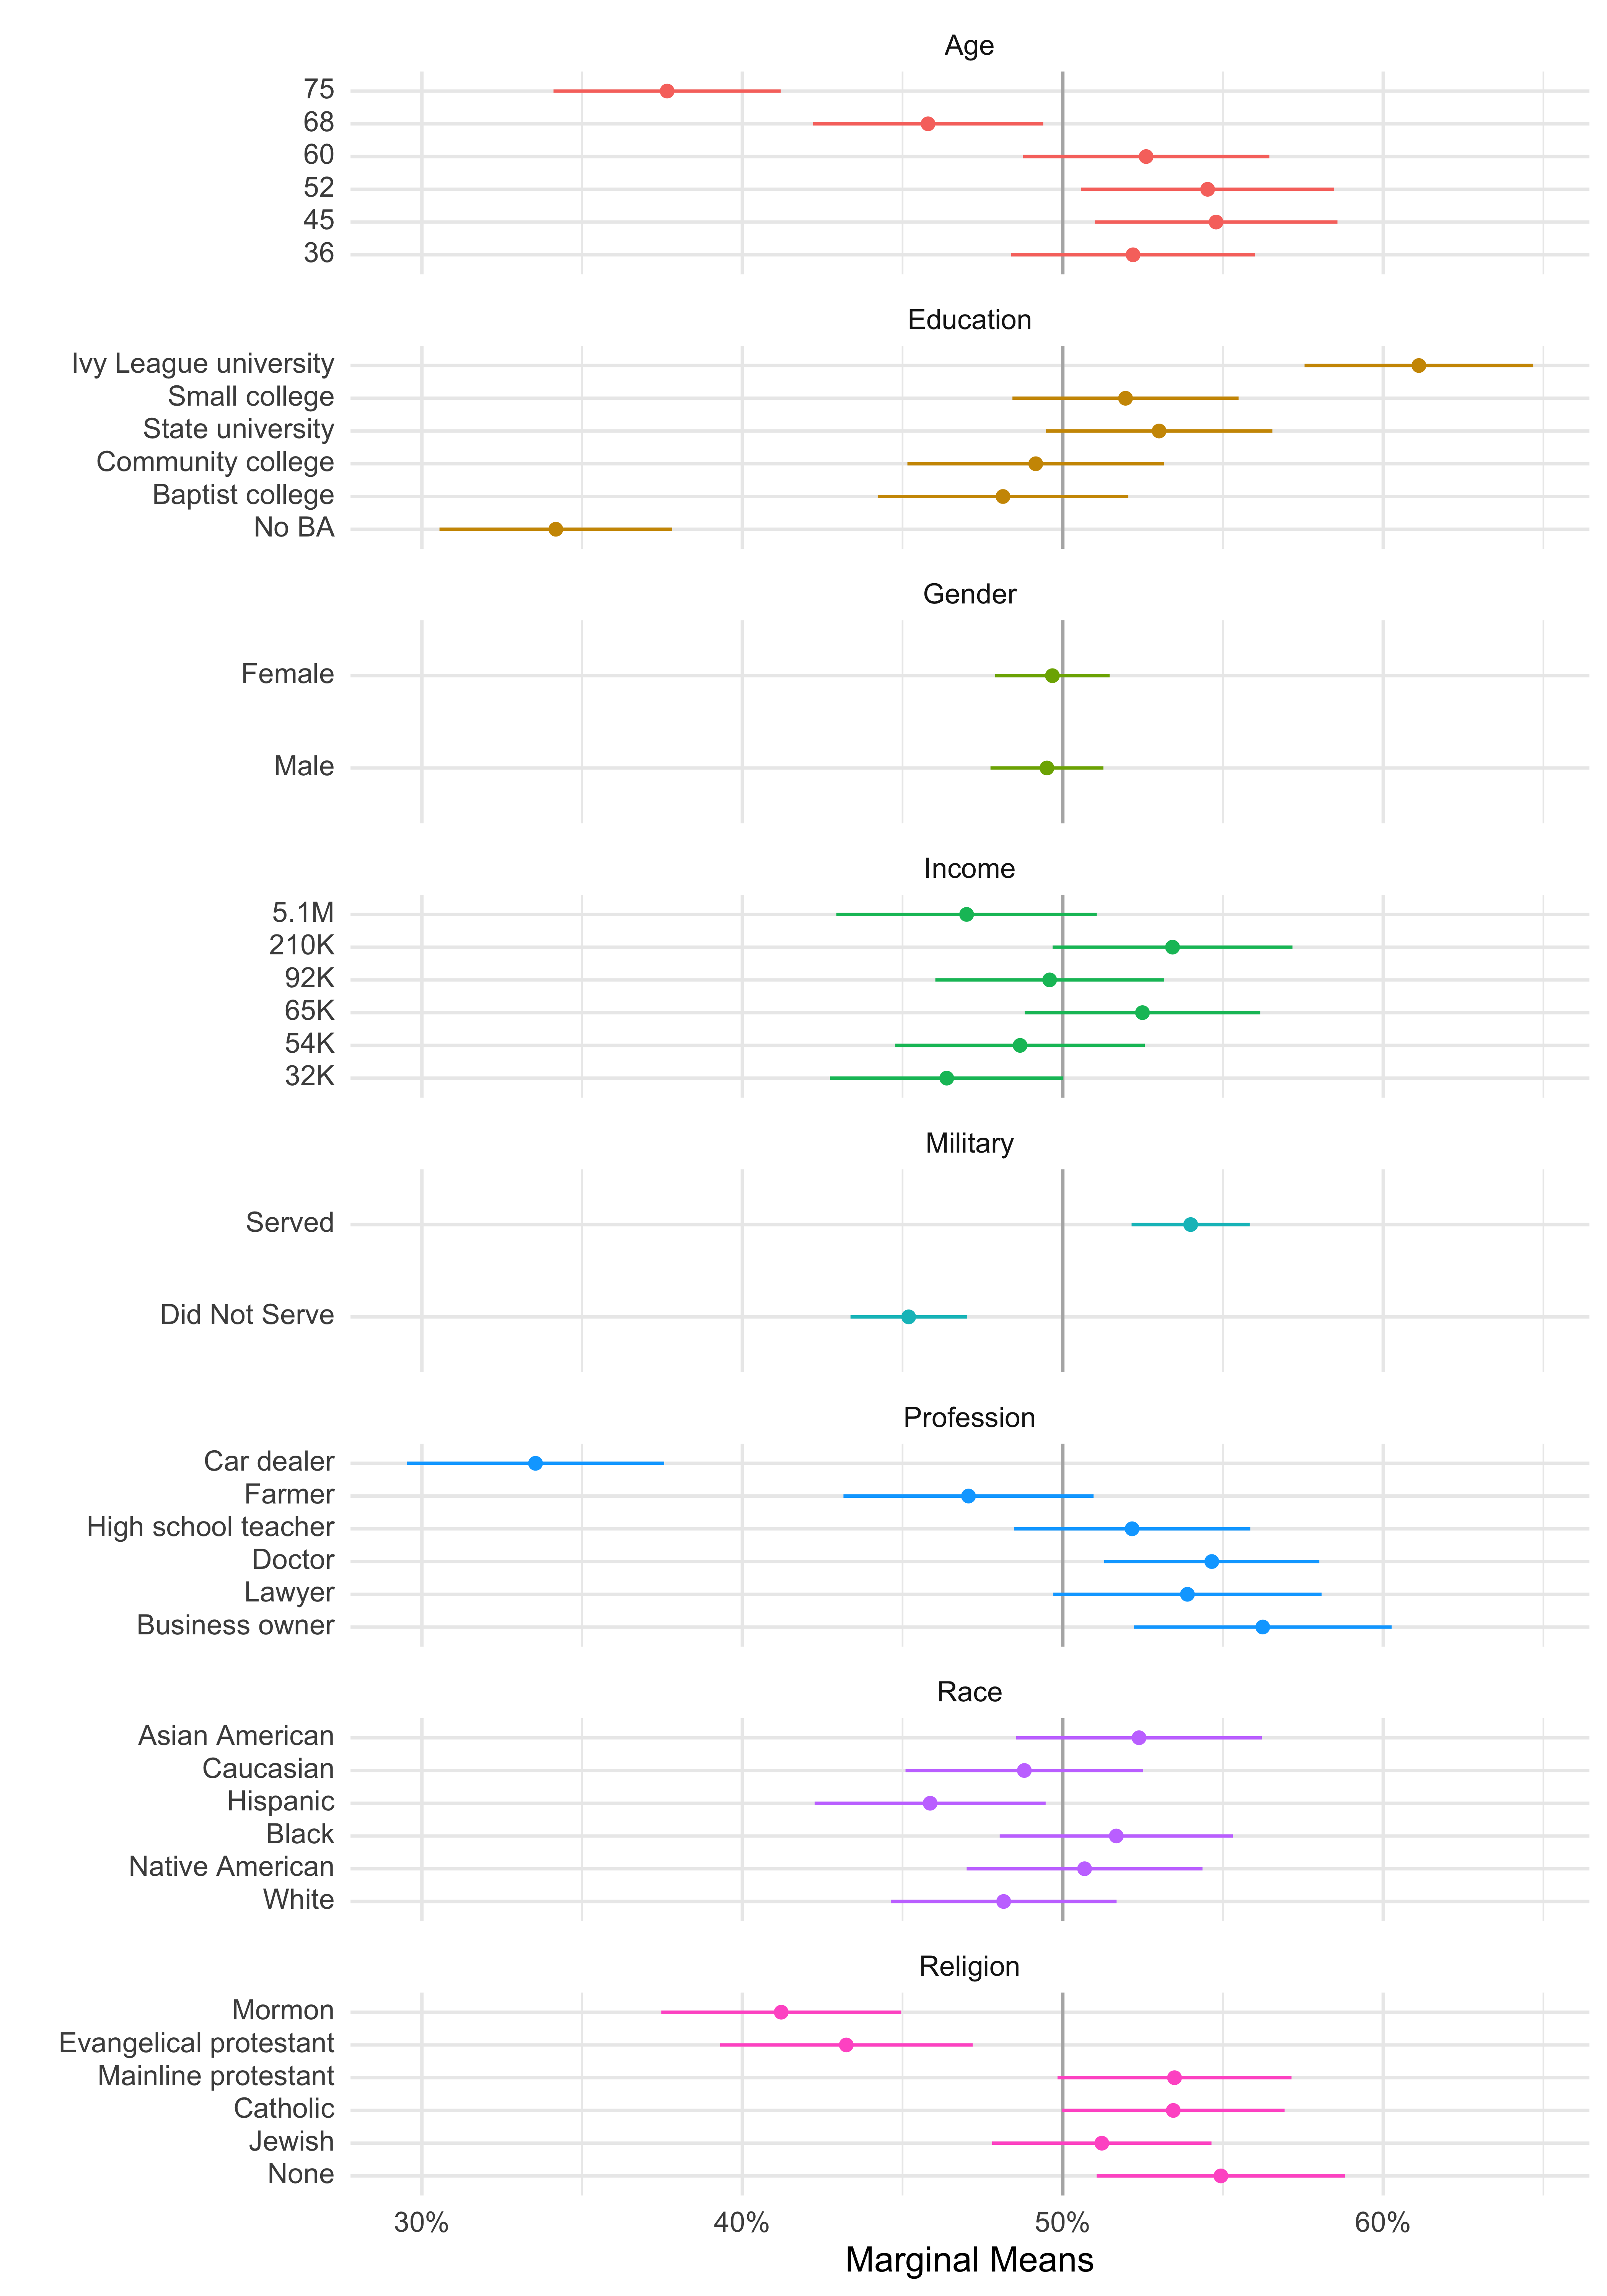 Age
75
68
60
52
45
36
Education
Ivy League university
Small college
State university
Community college
Baptist college
No BA
Gender
Female
Male
Income
5.1M
210K
92K
65K
54K
32K
Military
Served
Did Not Serve
Profession
Car dealer
Farmer
High school teacher
Doctor
Lawyer
Business owner
Race
Asian American
Caucasian
Hispanic
Black
Native American
White
Religion
Mormon
Evangelical protestant
Mainline protestant
Catholic
Jewish
None
30% 40% 50% 60%
Marginal Means